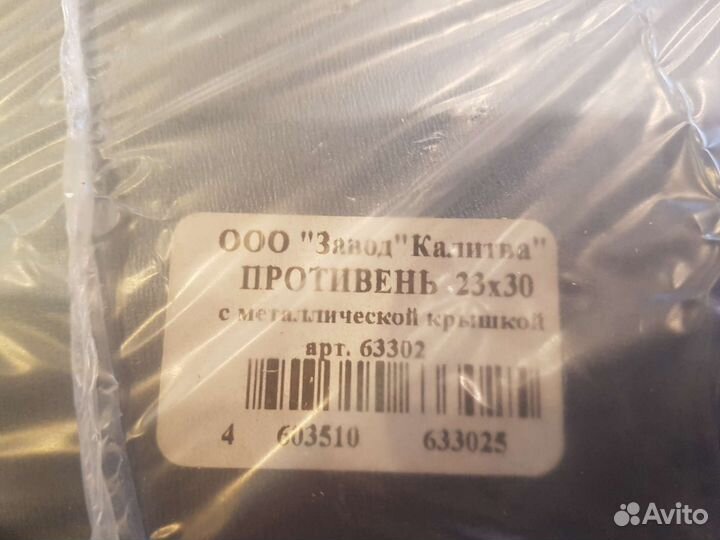 ООО "Завод"Калитва"
ПРОТИВЕНЬ 23х30
с металлической крышкой
арт. 63302
4 603510 633025
Avito